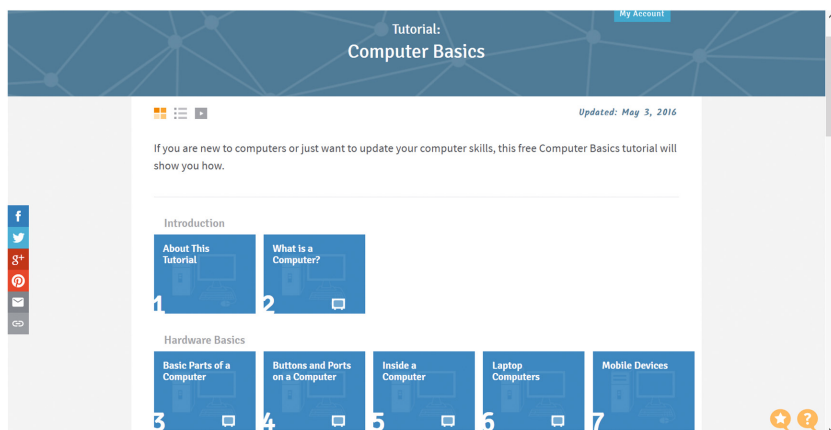 My Account
Tutorial:
Computer Basics
Updated: May 3, 2016
If you are new to computers or just want to update your computer skills, this free Computer Basics tutorial will
show you how.
f
g+
Introduction
About This
Tutorial
1
What is a
Computer?
2
Hardware Basics
Basic Parts of a
Computer
3
Buttons and Ports
on a Computer
4
Inside a
Computer
5
Laptop
Computers
6
Mobile Devices
7
?